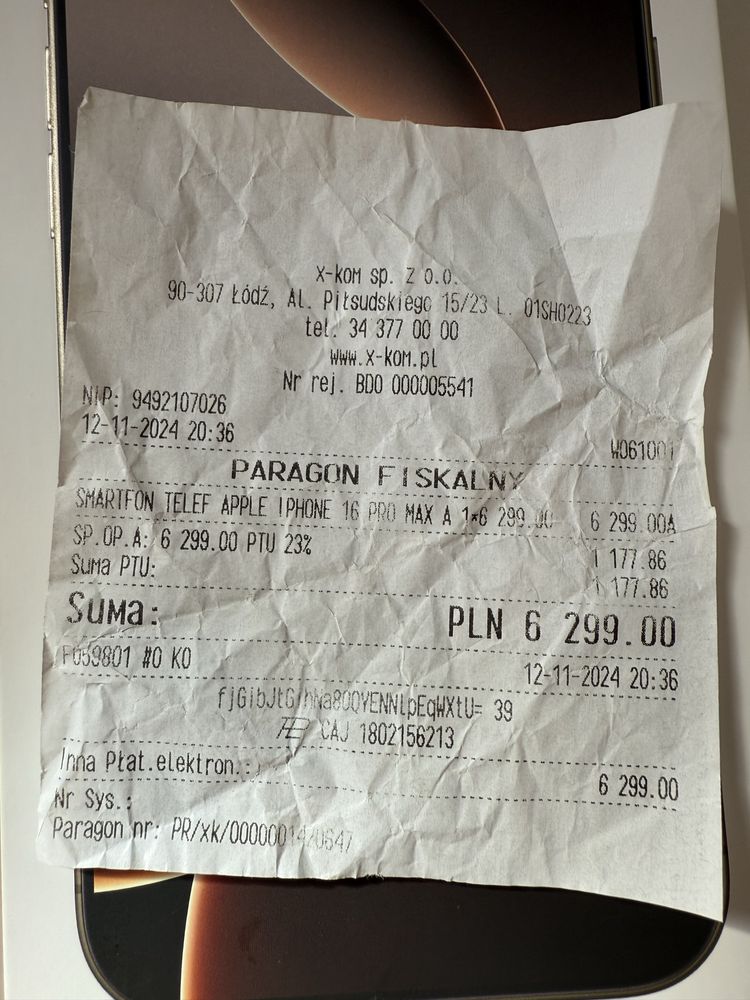 x-kom sp. z o.o.
90-307 Łódź, Al. Piłsudskiego 15/23 L. 01SH0223
tel. 34 377 00 00
www.x-kom.pl
Nr rej. BDO 000005541
NIP: 9492107026
12-11-2024 20:36
W061001
PARAGON FISKALNY
SMARTFON TELEF APPLE IPHONE 16 PRO MAX A 1*6 299.00 6 299.00A
SP.OP.A: 6 299.00 PTU 23% 1 177.86
Suma PTU: 1 177.86
Suma: PLN 6 299.00
F059801 #0 KO 12-11-2024 20:36
39
CAJ 1802156213
Inna Płat.elektron.: 6 299.00
Nr Sys.:
Paragon nr: